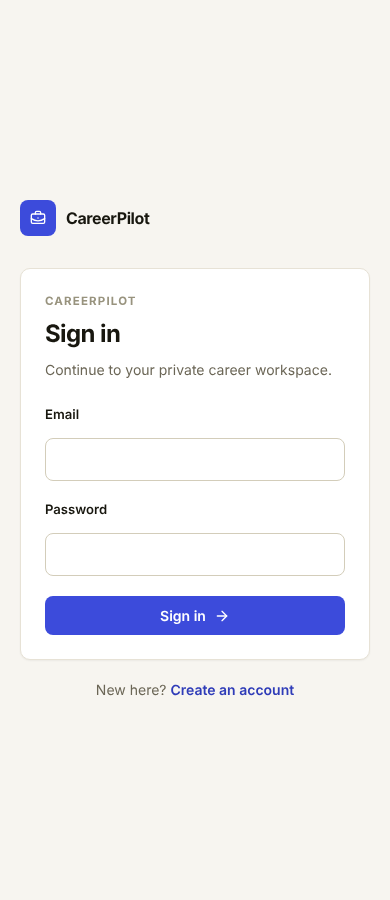 CareerPilot
CAREERPILOT
Sign in
Continue to your private career workspace.
Email
Password
Sign in →
New here? Create an account